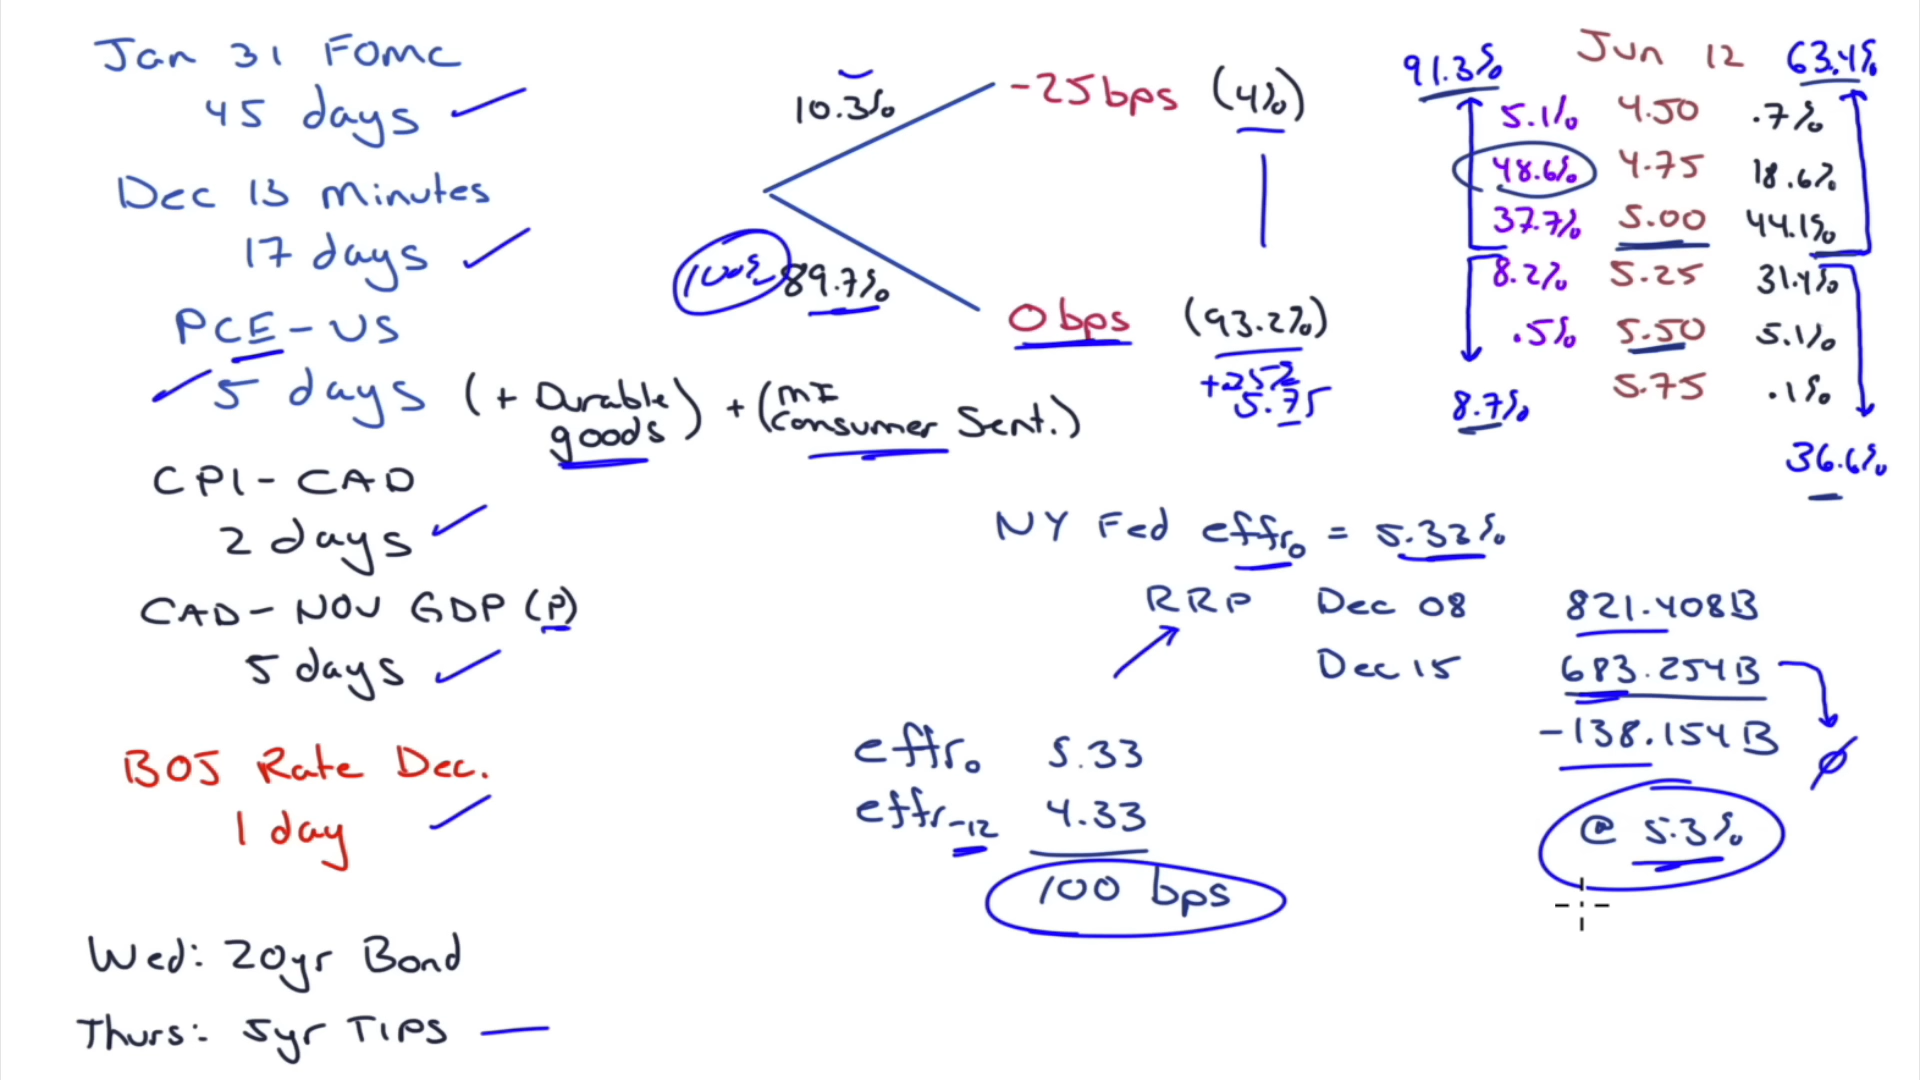 Jan 31 FOMC
45 days
Dec 13 minutes
17 days
PCE-US
5 days (+ Durable goods) + (MI Consumer Sent.)
CPI-CAD
2 days
CAD-NOV GDP (P)
5 days
BOJ Rate Dec.
1 day
Wed: 20yr Bond
Thurs: 5yr TIPS
10.3% -25bps (4%)
100% 89.7% 0 bps (93.2%)
5.75
91.3% Jun 12 63.4%
5.1% 4.50 .7%
48.6% 4.75 18.6%
37.7% 5.00 44.1%
8.2% 5.25 31.4%
.5% 5.50 5.1%
5.75 .1%
8.7% 36.6%
NY Fed effr0 = 5.33%
RRP Dec 08 821.408B
Dec 15 683.254B
-138.154B
Ø
@ 5.3%
effr0 5.33
effr-12 4.33
100 bps